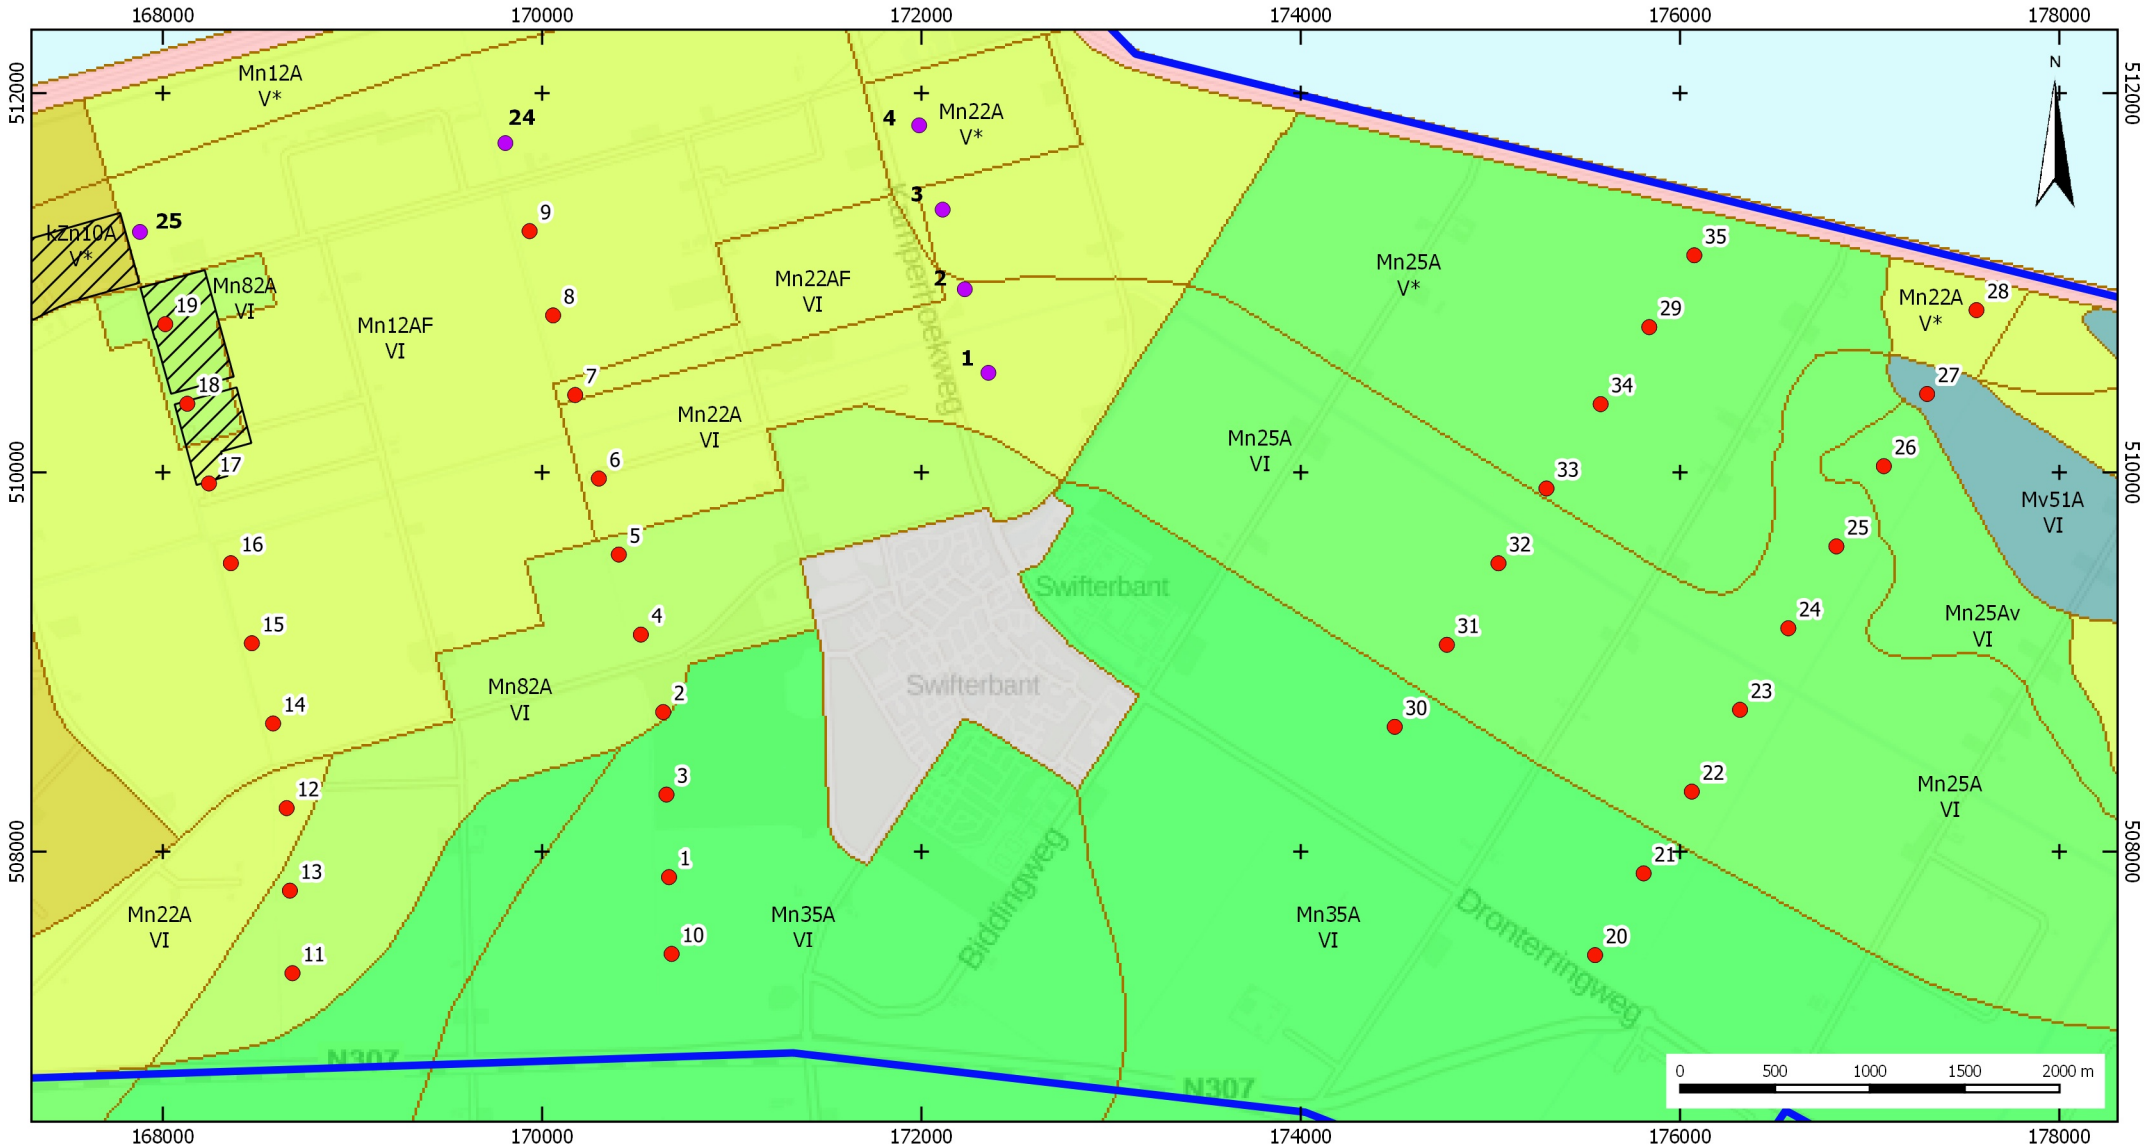 168000 170000 172000 174000 176000 178000
512000
510000
508000
512000
510000
508000
N
Mn12A
V*
24
4
Mn22A
V*
3
25
kZn10A
V*
9
35
2
Mn25A
V*
Mn22AF
VI
Mn82A
VI
28
Mn22A
V*
19
8
29
Mn12AF
VI
Kamperhoekweg
1
7
18
34
27
Mn22A
VI
Mn25A
VI
26
6
17
33
Mv51A
VI
25
5
16
32
Swifterbant
24
4
15
31
Mn25Av
VI
Swifterbant
Mn82A
VI
2
14
23
30
3
22
12
Mn25A
VI
1
13
21
Biddingweg
Dronterringweg
Mn22A
VI
Mn35A
VI
Mn35A
VI
10
11
20
N307
N307
0 500 1000 1500 2000 m
168000 170000 172000 174000 176000 178000